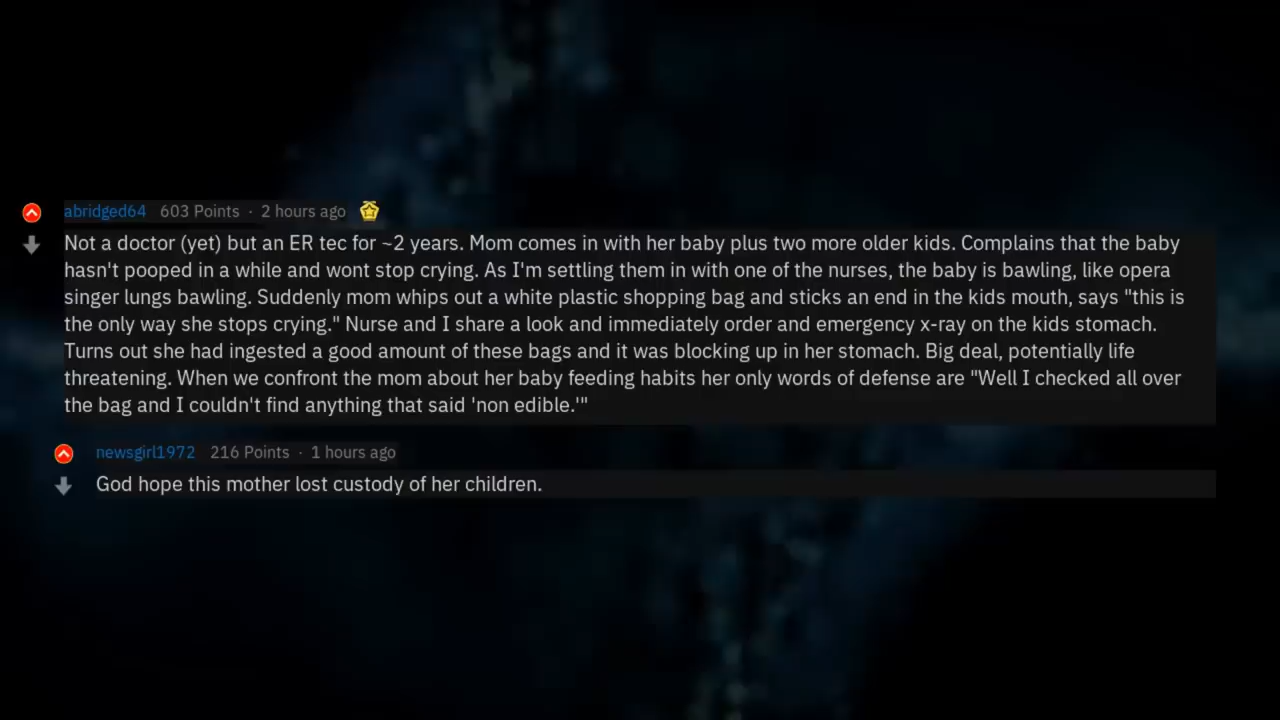 abridged64 603 Points · 2 hours ago
Not a doctor (yet) but an ER tec for ~2 years. Mom comes in with her baby plus two more older kids. Complains that the baby
hasn't pooped in a while and wont stop crying. As I'm settling them in with one of the nurses, the baby is bawling, like opera
singer lungs bawling. Suddenly mom whips out a white plastic shopping bag and sticks an end in the kids mouth, says "this is
the only way she stops crying." Nurse and I share a look and immediately order and emergency x-ray on the kids stomach.
Turns out she had ingested a good amount of these bags and it was blocking up in her stomach. Big deal, potentially life
threatening. When we confront the mom about her baby feeding habits her only words of defense are "Well I checked all over
the bag and I couldn't find anything that said 'non edible.'"
newsgirl1972 216 Points · 1 hours ago
God hope this mother lost custody of her children.